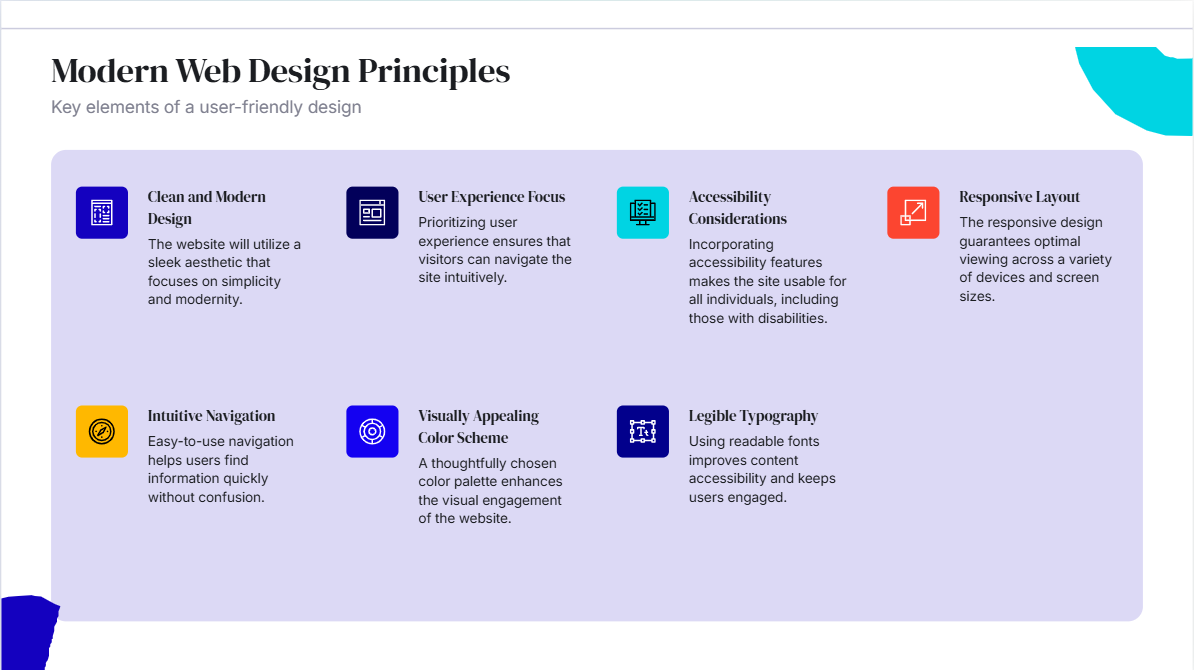 Modern Web Design Principles
Key elements of a user-friendly design
Clean and Modern
Design
The website will utilize a
sleek aesthetic that
focuses on simplicity
and modernity.
User Experience Focus
Prioritizing user
experience ensures that
visitors can navigate the
site intuitively.
Accessibility
Considerations
Incorporating
accessibility features
makes the site usable for
all individuals, including
those with disabilities.
Responsive Layout
The responsive design
guarantees optimal
viewing across a variety
of devices and screen
sizes.
Intuitive Navigation
Easy-to-use navigation
helps users find
information quickly
without confusion.
Visually Appealing
Color Scheme
A thoughtfully chosen
color palette enhances
the visual engagement
of the website.
Tt
Legible Typography
Using readable fonts
improves content
accessibility and keeps
users engaged.